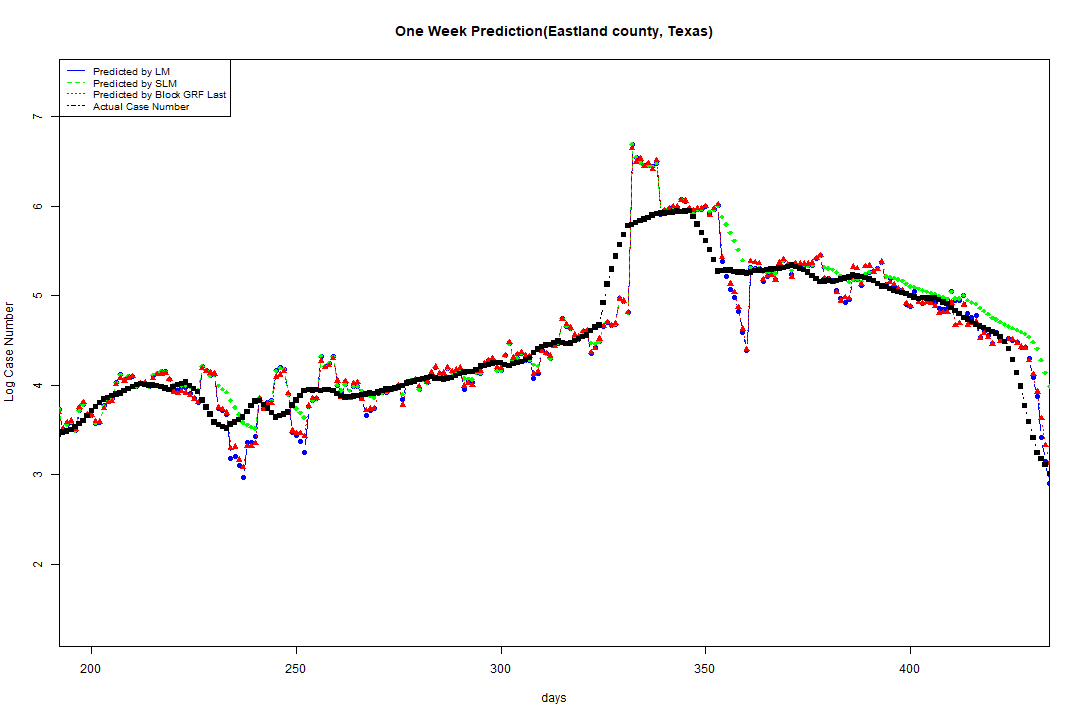 One Week Prediction(Eastland county, Texas)
Predicted by LM
Predicted by SLM
Predicted by Block GRF Last
Actual Case Number
7
6
5
4
3
2
Log Case Number
200 250 300 350 400
days